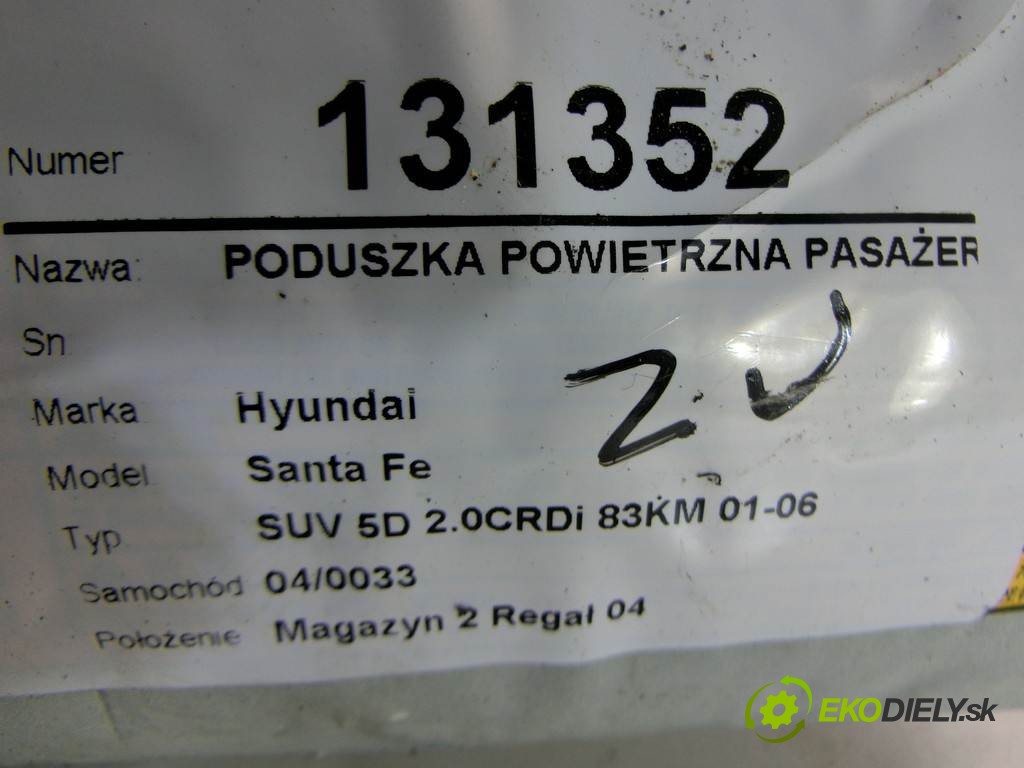 Numer 131352
Nazwa: PODUSZKA POWIETRZNA PASAŻER
Sn
Marka Hyundai
Model Santa Fe
Typ SUV 5D 2.0CRDi 83KM 01-06
Samochód 04/0033
Położenie Magazyn 2 Regał 04
EKODIELY.sk